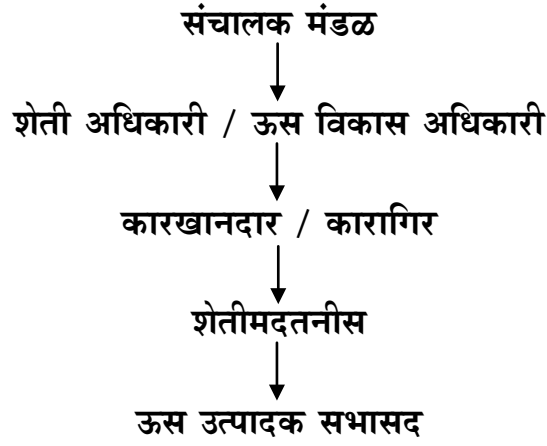 संचालक मंडळ
शेती अधिकारी / ऊस विकास अधिकारी
कारखानदार / कारागिर
शेतीमदतनीस
ऊस उत्पादक सभासद